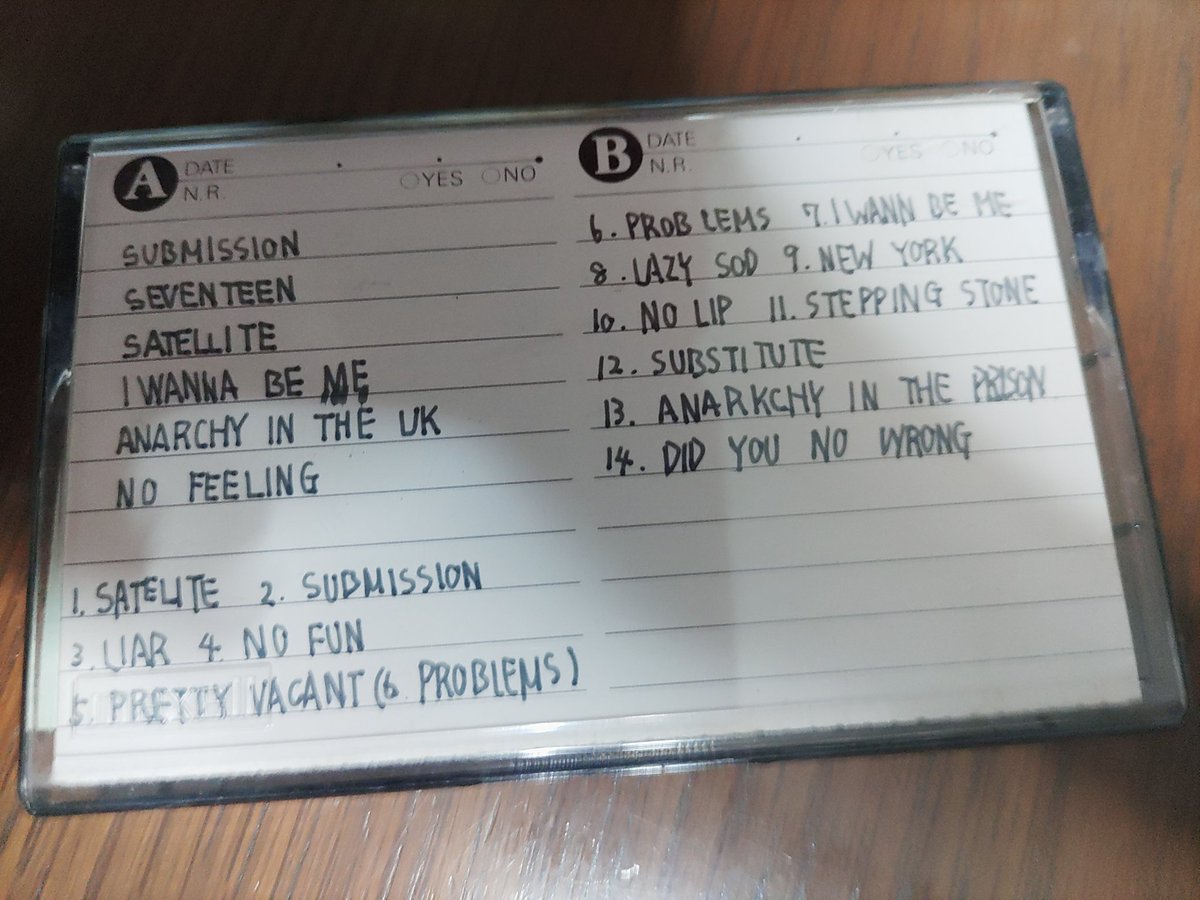 A DATE
N.R. YES NO
SUBMISSION
SEVENTEEN
SATELLITE
I WANNA BE ME
ANARCHY IN THE UK
NO FEELING
1. SATELITE 2. SUBMISSION
3. LIAR 4. NO FUN
5. PRETTY VACANT (6. PROBLEMS)
B DATE
N.R. YES NO
6. PROBLEMS 7. I WANN BE ME
8. LAZY SOD 9. NEW YORK
10. NO LIP 11. STEPPING STONE
12. SUBSTITUTE
13. ANARKCHY IN THE PRISON
14. DID YOU NO WRONG